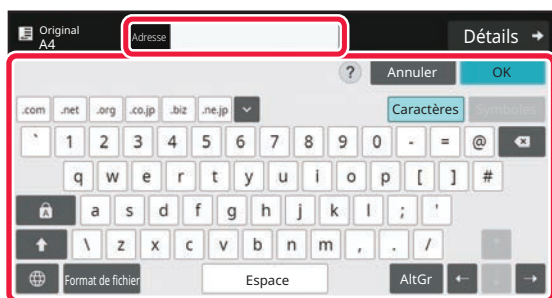 Original
A4
Adresse
Détails
? Annuler OK
.com .net .org .co.jp .biz .ne.jp Caractères Symboles
` 1 2 3 4 5 6 7 8 9 0 - = @
q w e r t y u i o p [ ] #
A a s d f g h j k l ; '
\ z x c v b n m , . /
Format de fichier Espace AltGr